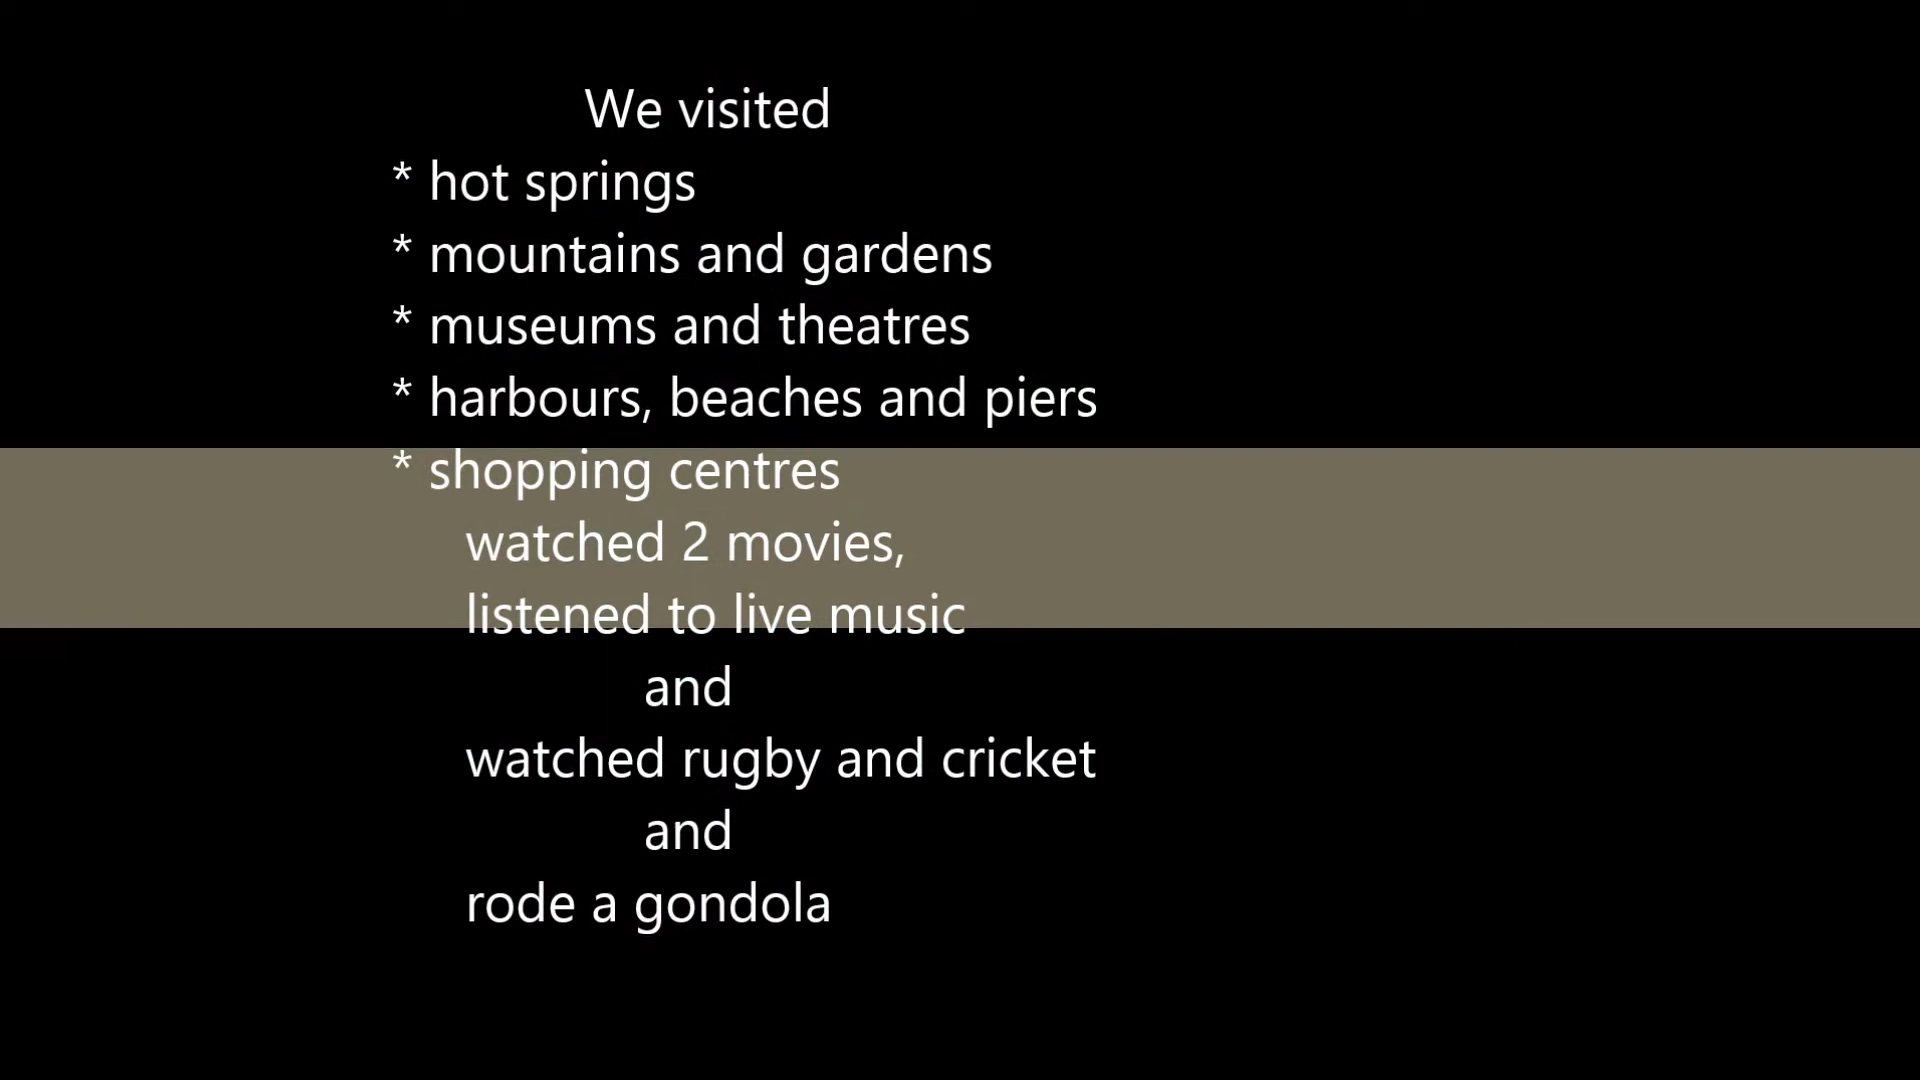 We visited
* hot springs
* mountains and gardens
* museums and theatres
* harbours, beaches and piers
* shopping centres
watched 2 movies,
listened to live music
and
watched rugby and cricket
and
rode a gondola